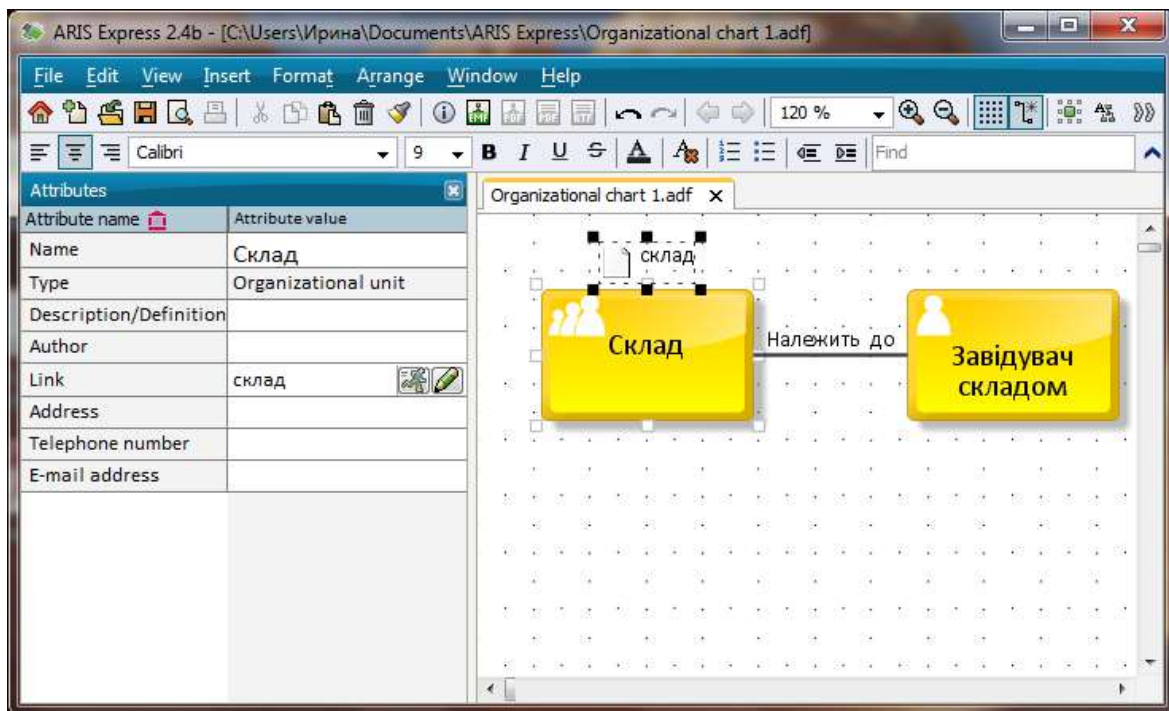 ARIS Express 2.4b - [C:\Users\Ирина\Documents\ARIS Express\Organizational chart 1.adf]
File Edit View Insert Format Arrange Window Help
120 %
Calibri 9 B I U S A A Find
Attributes
Organizational chart 1.adf
Attribute name Attribute value
Name Склад
Type Organizational unit
Description/Definition
Author
Link склад
Address
Telephone number
E-mail address
склад
Склад
Належить до
Завідувач
складом